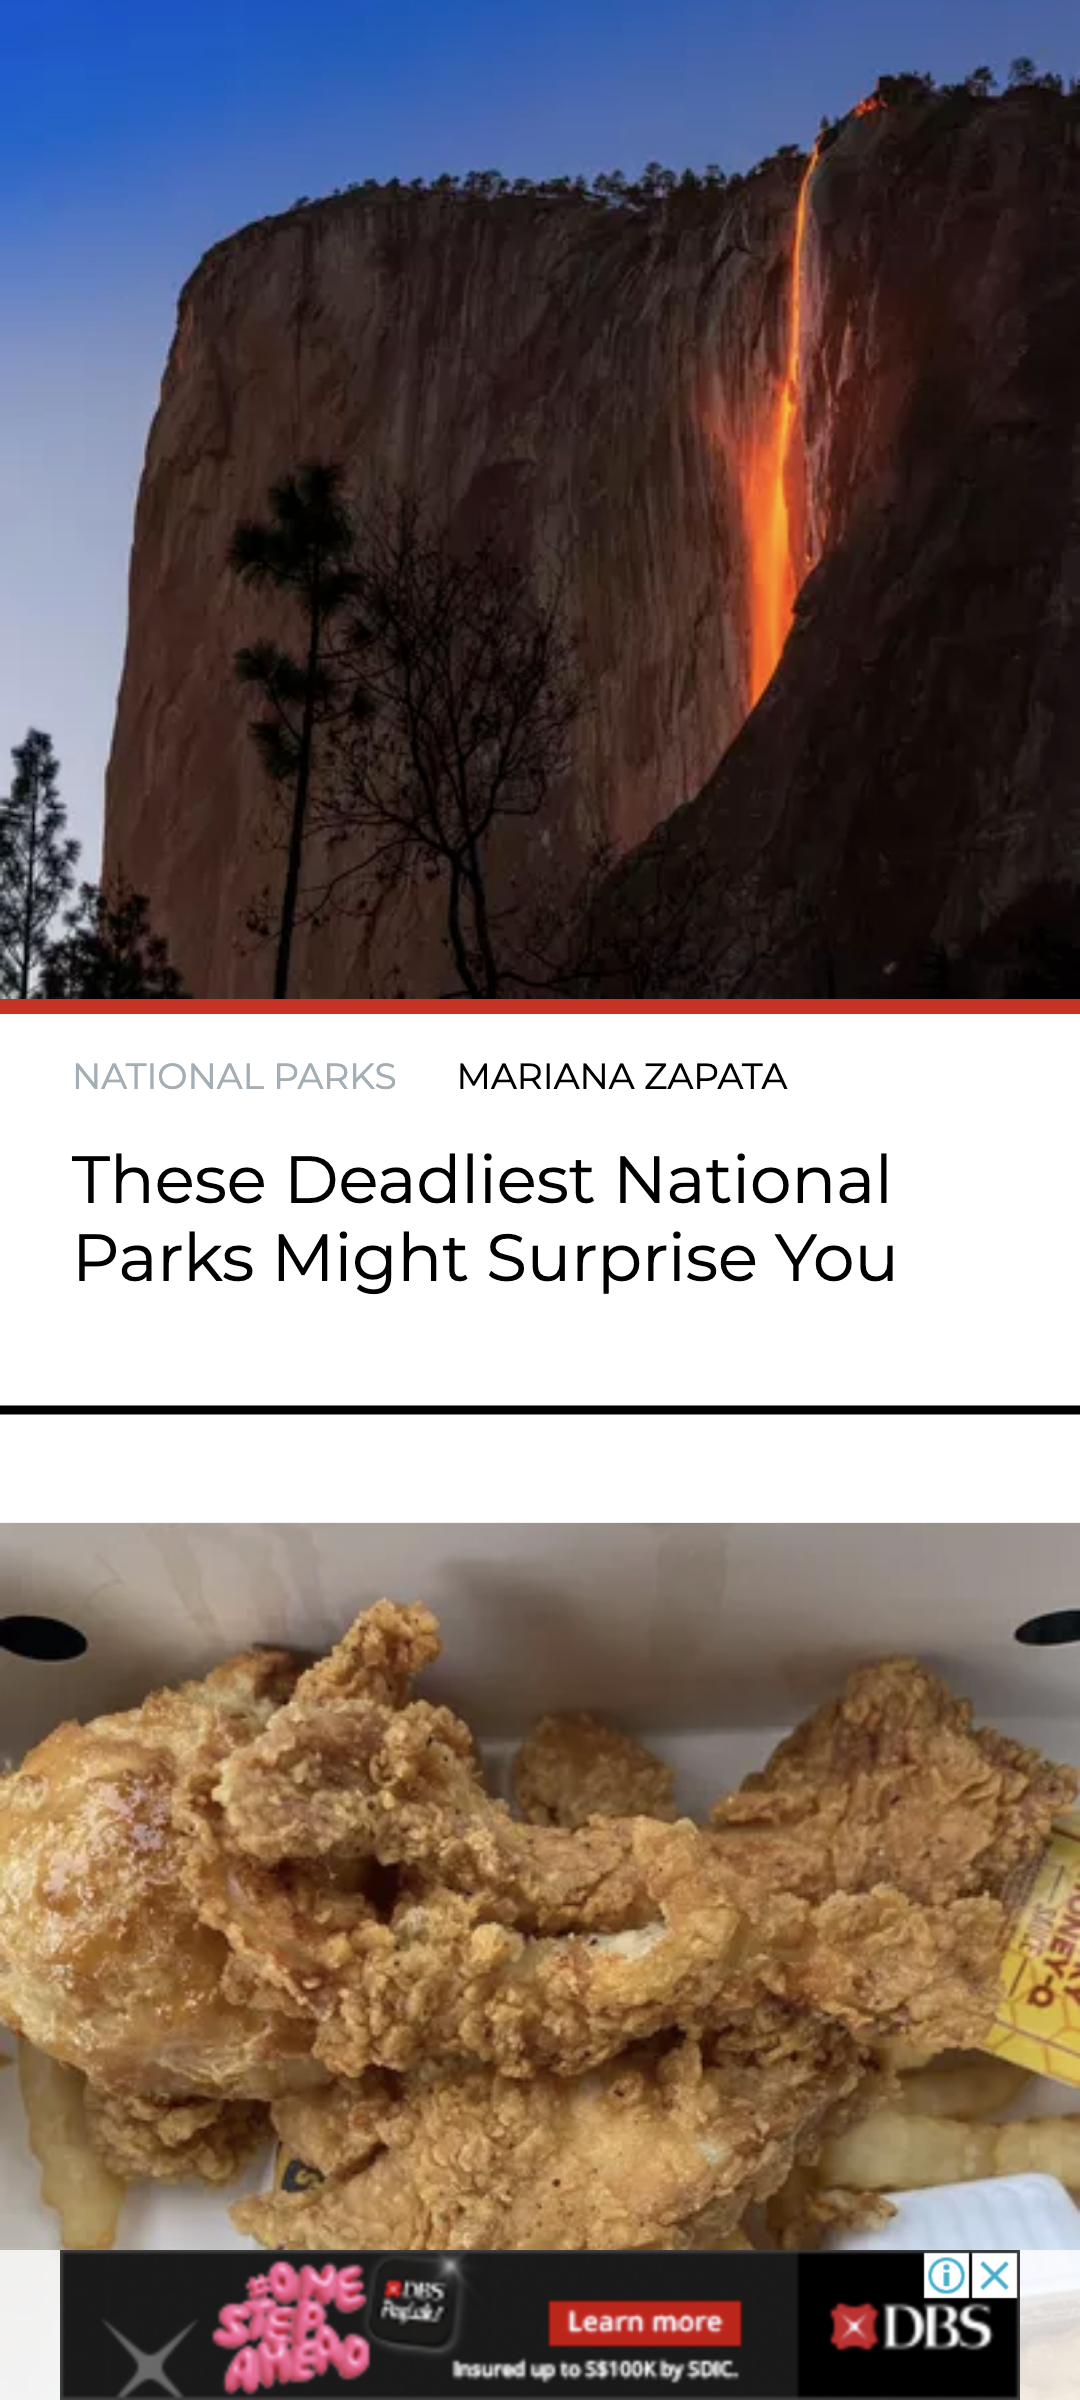 NATIONAL PARKS MARIANA ZAPATA
These Deadliest National
Parks Might Surprise You
HONEY-Q
#ONE
STEP
AHEAD
DBS
PayLah!
Learn more
Insured up to S$100K by SDIC.
DBS